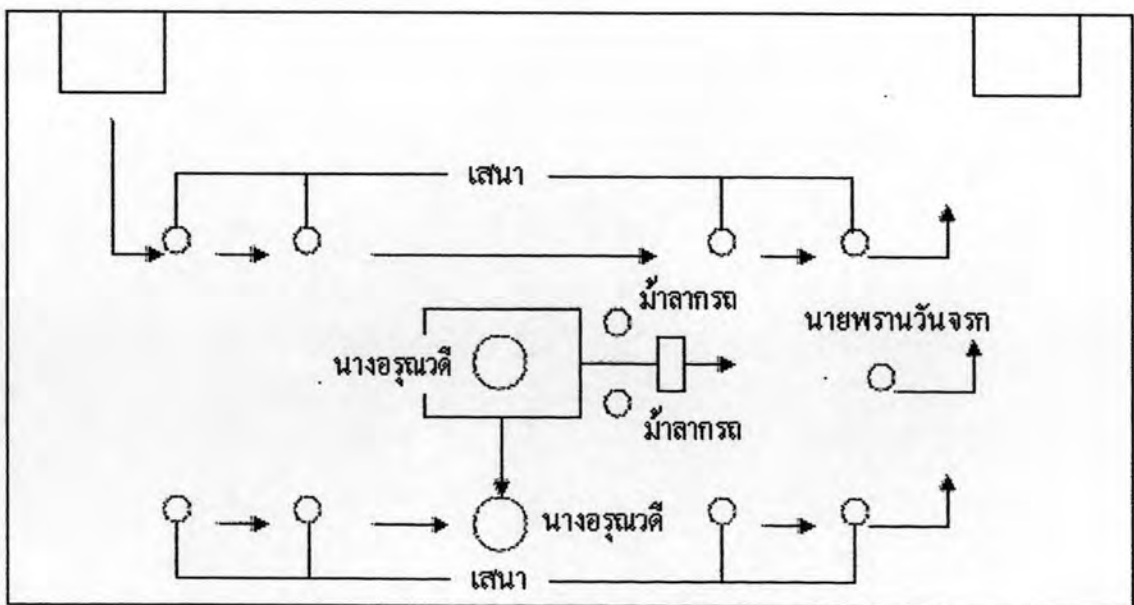 เสนา
ม้าลากรถ
นายพรานวันจรก
นางอรุณวดี
ม้าลากรถ
นางอรุณวดี
เสนา